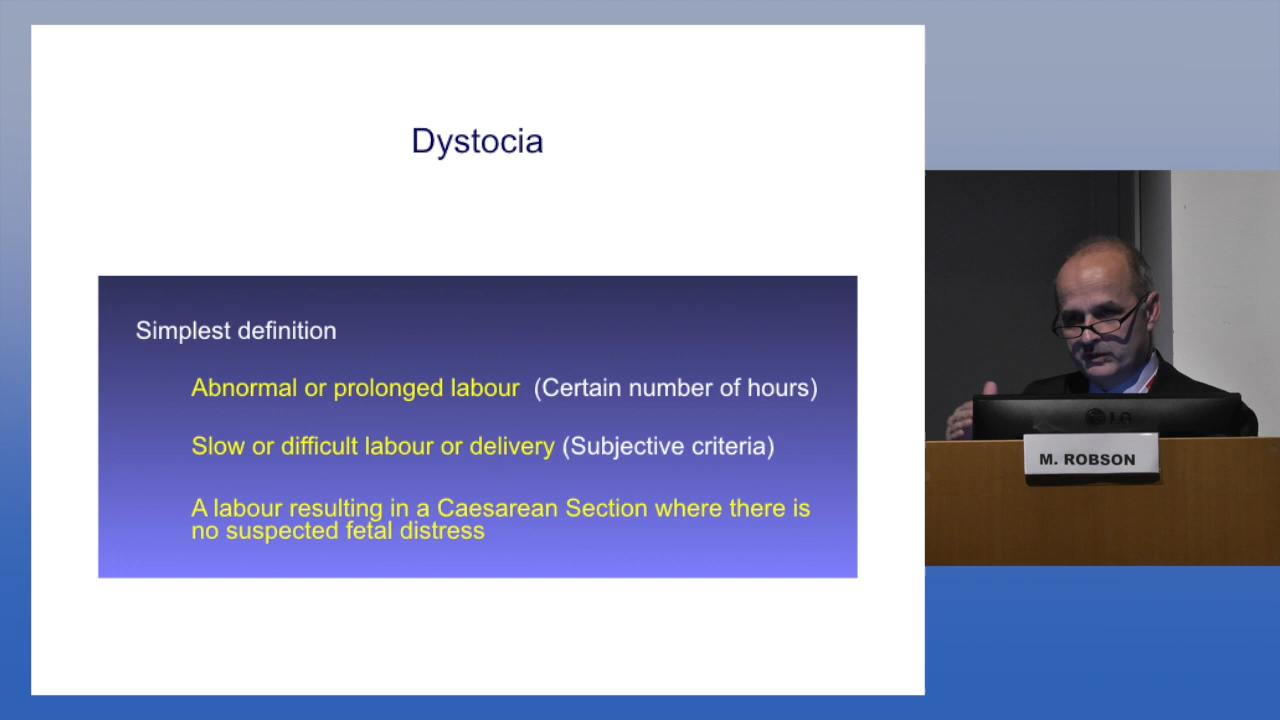 Dystocia
Simplest definition
Abnormal or prolonged labour (Certain number of hours)
Slow or difficult labour or delivery (Subjective criteria)
A labour resulting in a Caesarean Section where there is
no suspected fetal distress
LG
M. ROBSON